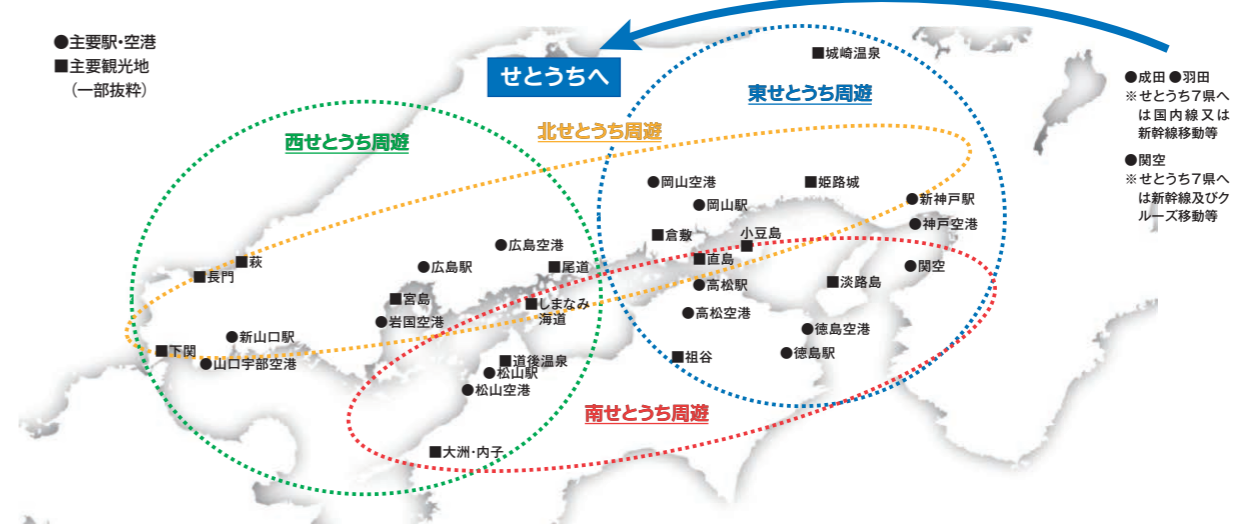 ●主要駅・空港
■主要観光地
（一部抜粋）
せとうちへ
■城崎温泉
東せとうち周遊
北せとうち周遊
西せとうち周遊
●成田 ●羽田
※せとうち7県へ
は国内線又は
新幹線移動等
●関空
※せとうち7県へ
は新幹線及びク
ルーズ移動等
●岡山空港
■姫路城
●岡山駅
●新神戸駅
●神戸空港
■倉敷
小豆島
■
●広島空港
■直島
●関空
■萩
■長門
●広島駅
■尾道
●高松駅
■淡路島
■宮島
■しまなみ
海道
●岩国空港
●高松空港
●徳島空港
●新山口駅
■下関
●山口宇部空港
■道後温泉
■祖谷
●徳島駅
●松山駅
●松山空港
南せとうち周遊
■大洲・内子